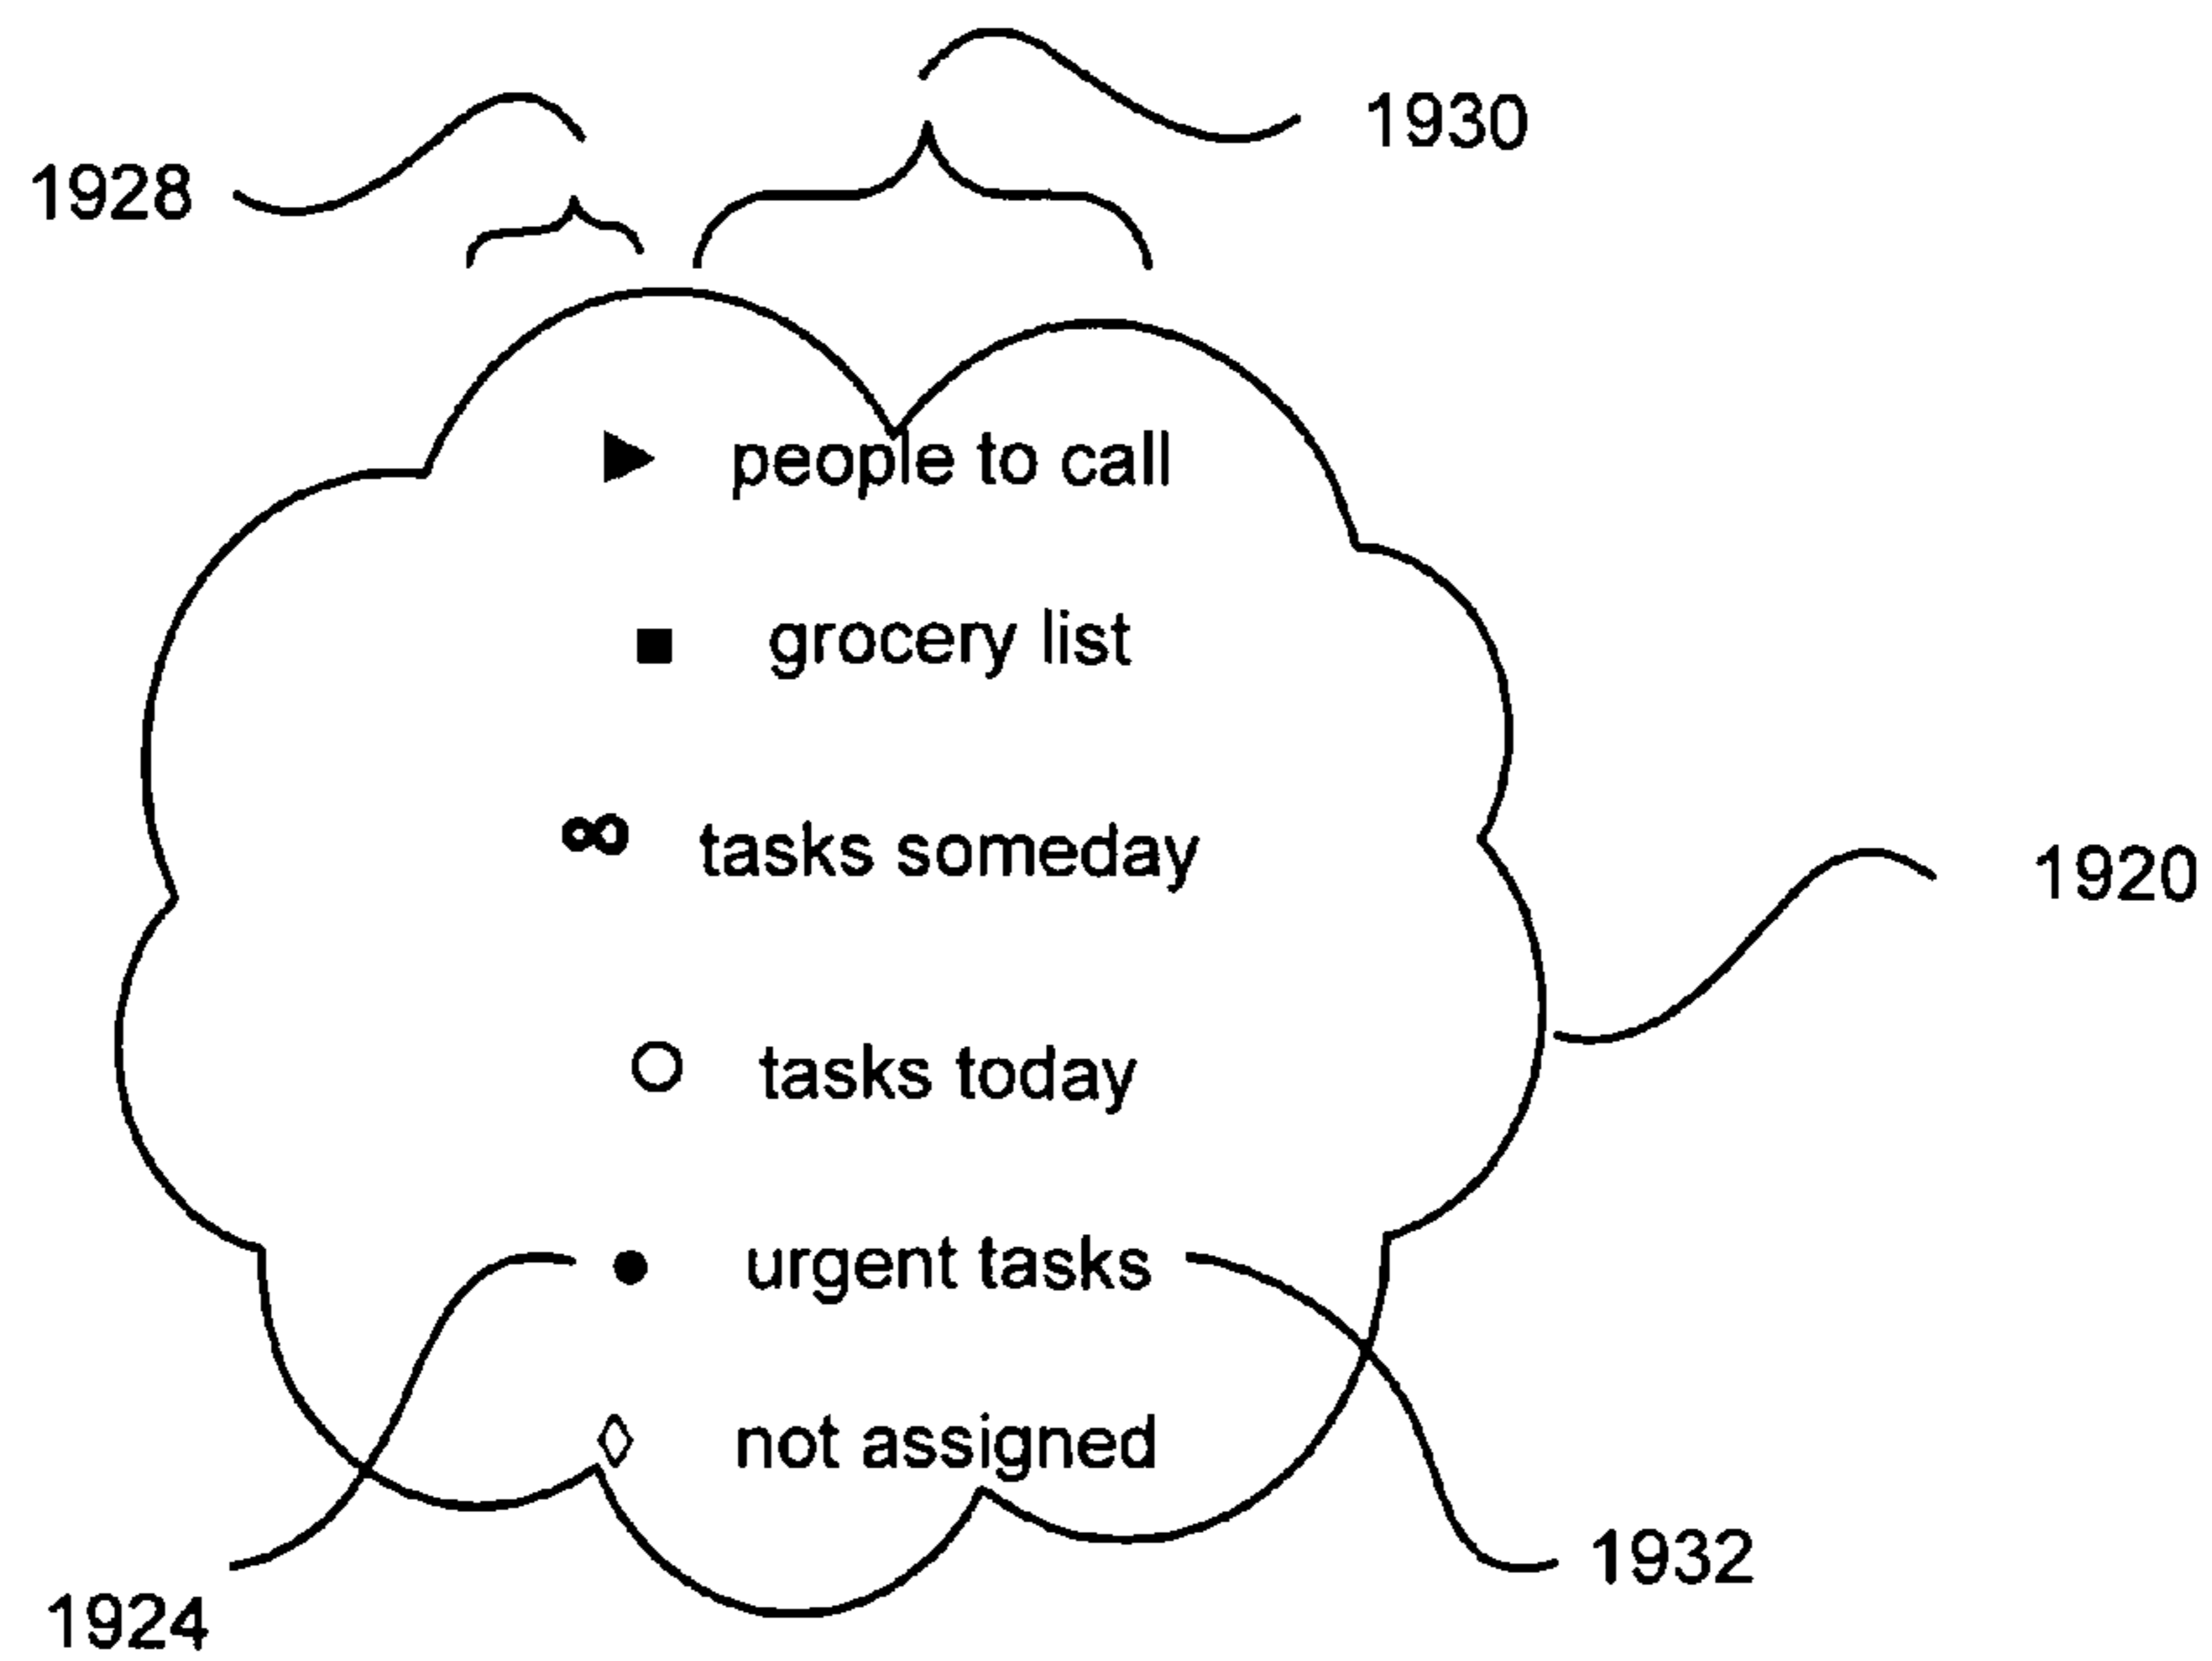 1930
1928
▶ people to call
■ grocery list
∞ tasks someday
1920
○ tasks today
● urgent tasks
◊ not assigned
1932
1924